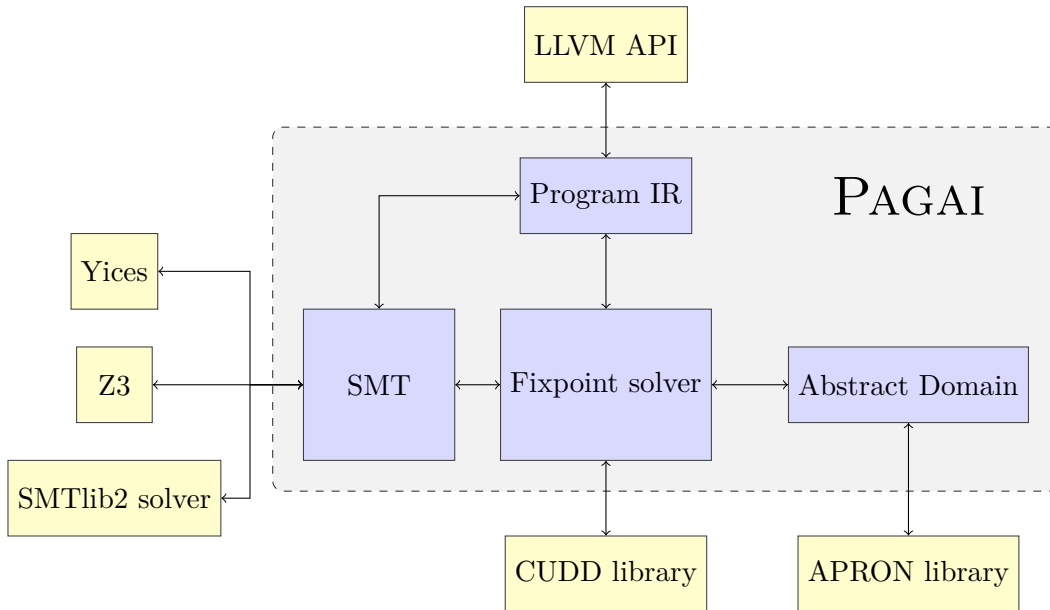 LLVM API
Program IR
PAGAI
Yices
Z3
SMT
Fixpoint solver
Abstract Domain
SMTlib2 solver
CUDD library
APRON library